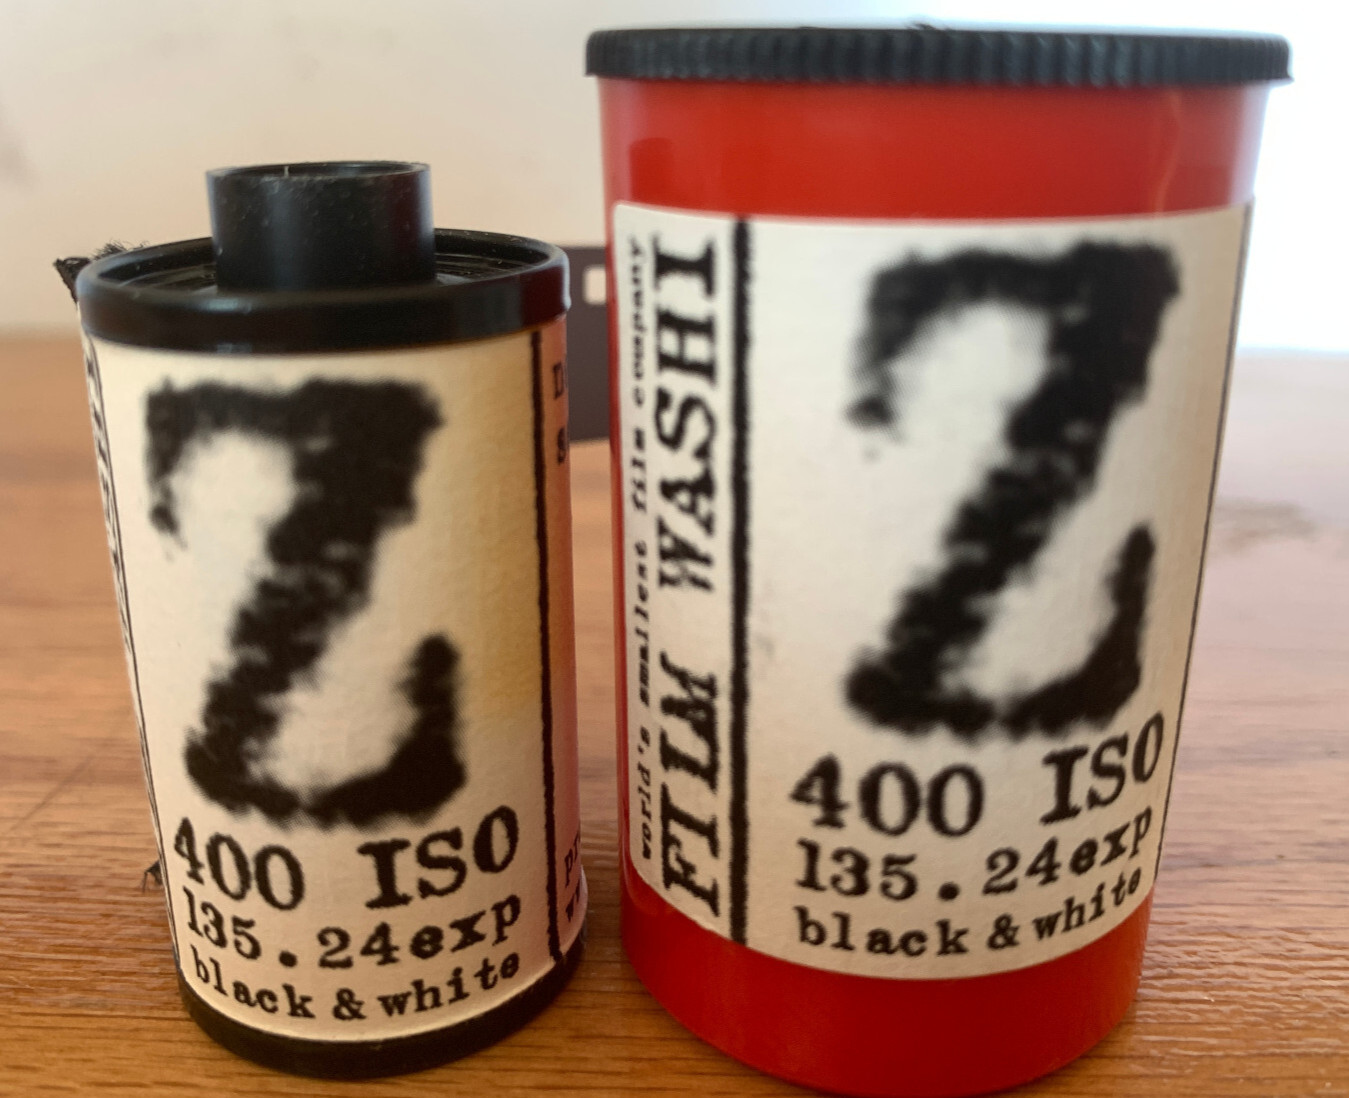 Z
400 ISO
135.24exp
black & white
world's smallest film company
FILM WASHI
Z
400 ISO
135.24exp
black & white